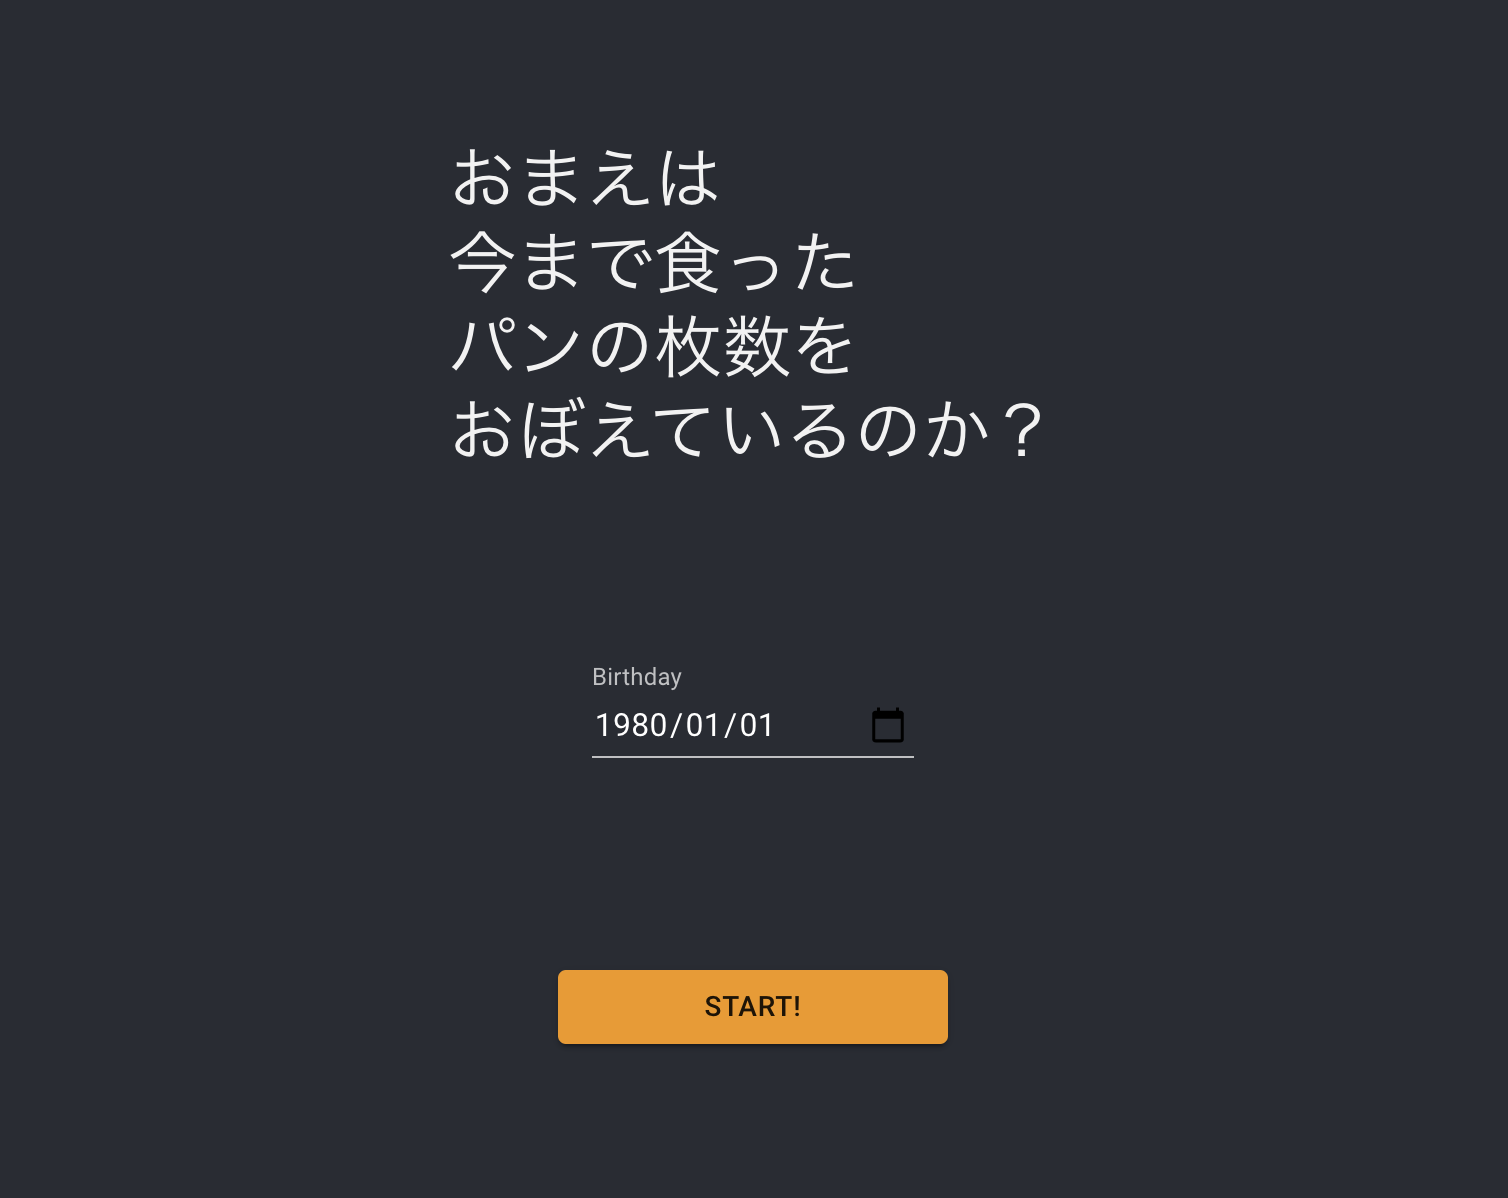 おまえは
今まで食った
パンの枚数を
おぼえているのか？
Birthday
1980/01/01
START!